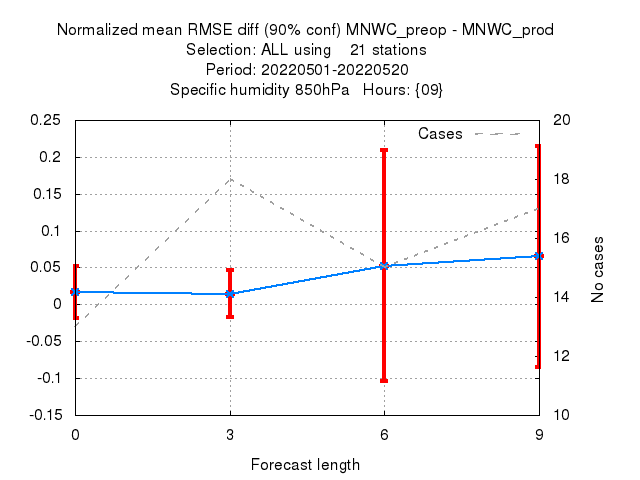 Normalized mean RMSE diff (90% conf) MNWC_preop - MNWC_prod
Selection: ALL using 21 stations
Period: 20220501-20220520
Specific humidity 850hPa Hours: {09}
Cases
0.25
0.2
0.15
0.1
0.05
0
-0.05
-0.1
-0.15
20
18
16
14
12
10
No cases
0 3 6 9
Forecast length